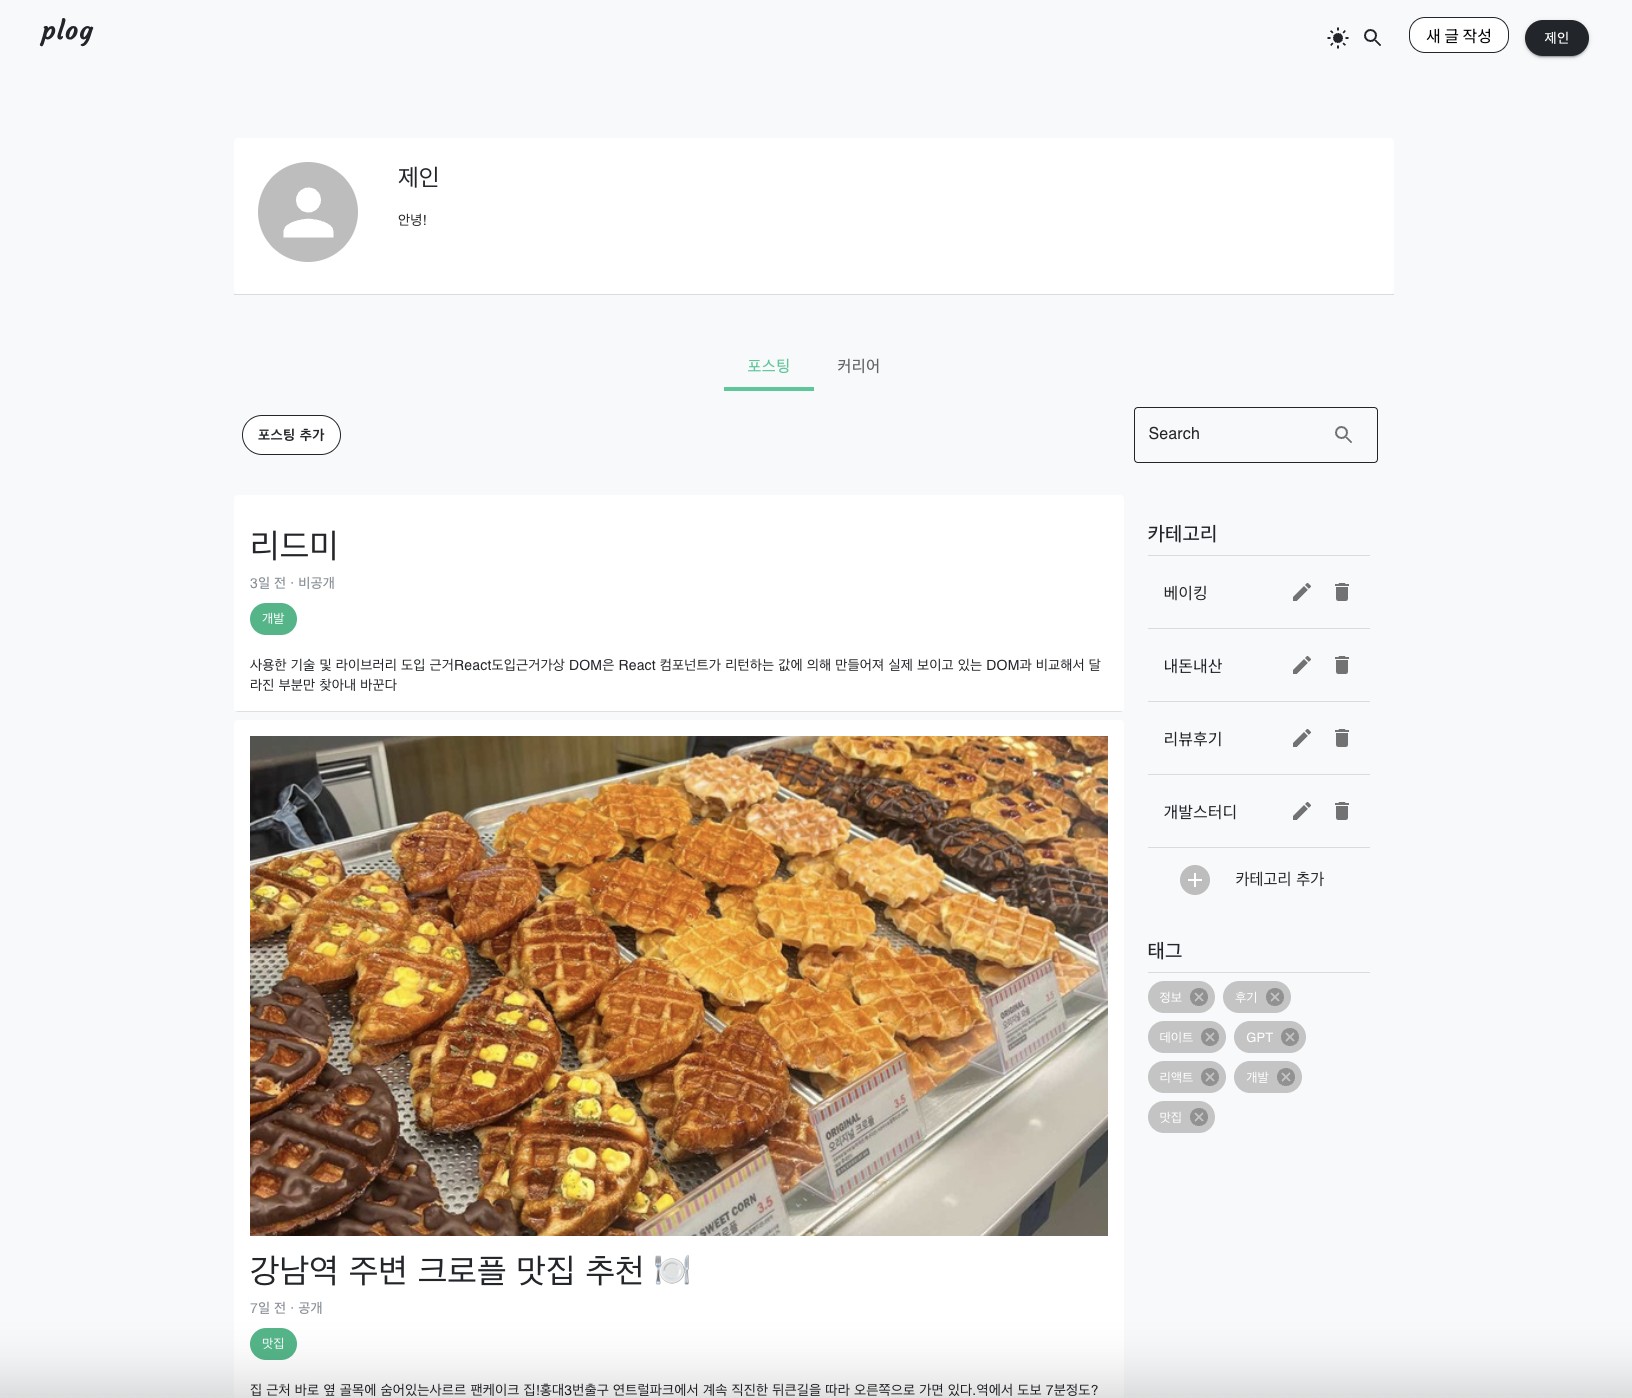 plog
새 글 작성
제인
제인
안녕!
포스팅
커리어
포스팅 추가
Search
리드미
3일 전 · 비공개
개발
사용한 기술 및 라이브러리 도입 근거React도입근거가상 DOM은 React 컴포넌트가 리턴하는 값에 의해 만들어져 실제 보이고 있는 DOM과 비교해서 달
라진 부분만 찾아내 바꾼다
카테고리
베이킹
내돈내산
리뷰후기
개발스터디
카테고리 추가
태그
정보
후기
데이트
GPT
리액트
개발
맛집
ORIGINAL
3.5
ORIGINAL
오리지널 크로플
3.5
SWEET CORN
3.5
강남역 주변 크로플 맛집 추천 🍽️
7일 전 · 공개
맛집
집 근처 바로 옆 골목에 숨어있는사르르 팬케이크 집!홍대3번출구 연트럴파크에서 계속 직진한 뒤큰길을 따라 오른쪽으로 가면 있다.역에서 도보 7분정도?